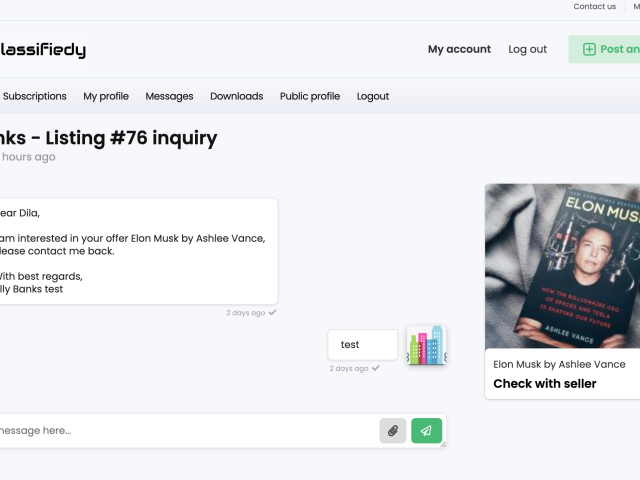 Contact us
M
lassifiedy
My account
Log out
Post an
Subscriptions
My profile
Messages
Downloads
Public profile
Logout
nks - Listing #76 inquiry
hours ago
ear Dila,
am interested in your offer Elon Musk by Ashlee Vance,
lease contact me back.
With best regards,
lly Banks test
2 days ago
test
2 days ago
nessage here...
ELON MUS
HOW THE BILLIONAIRE CEO
OF SPACEX AND TESLA
IS SHAPING OUR FUTURE
ASHLEE VANCE
Elon Musk by Ashlee Vance
Check with seller